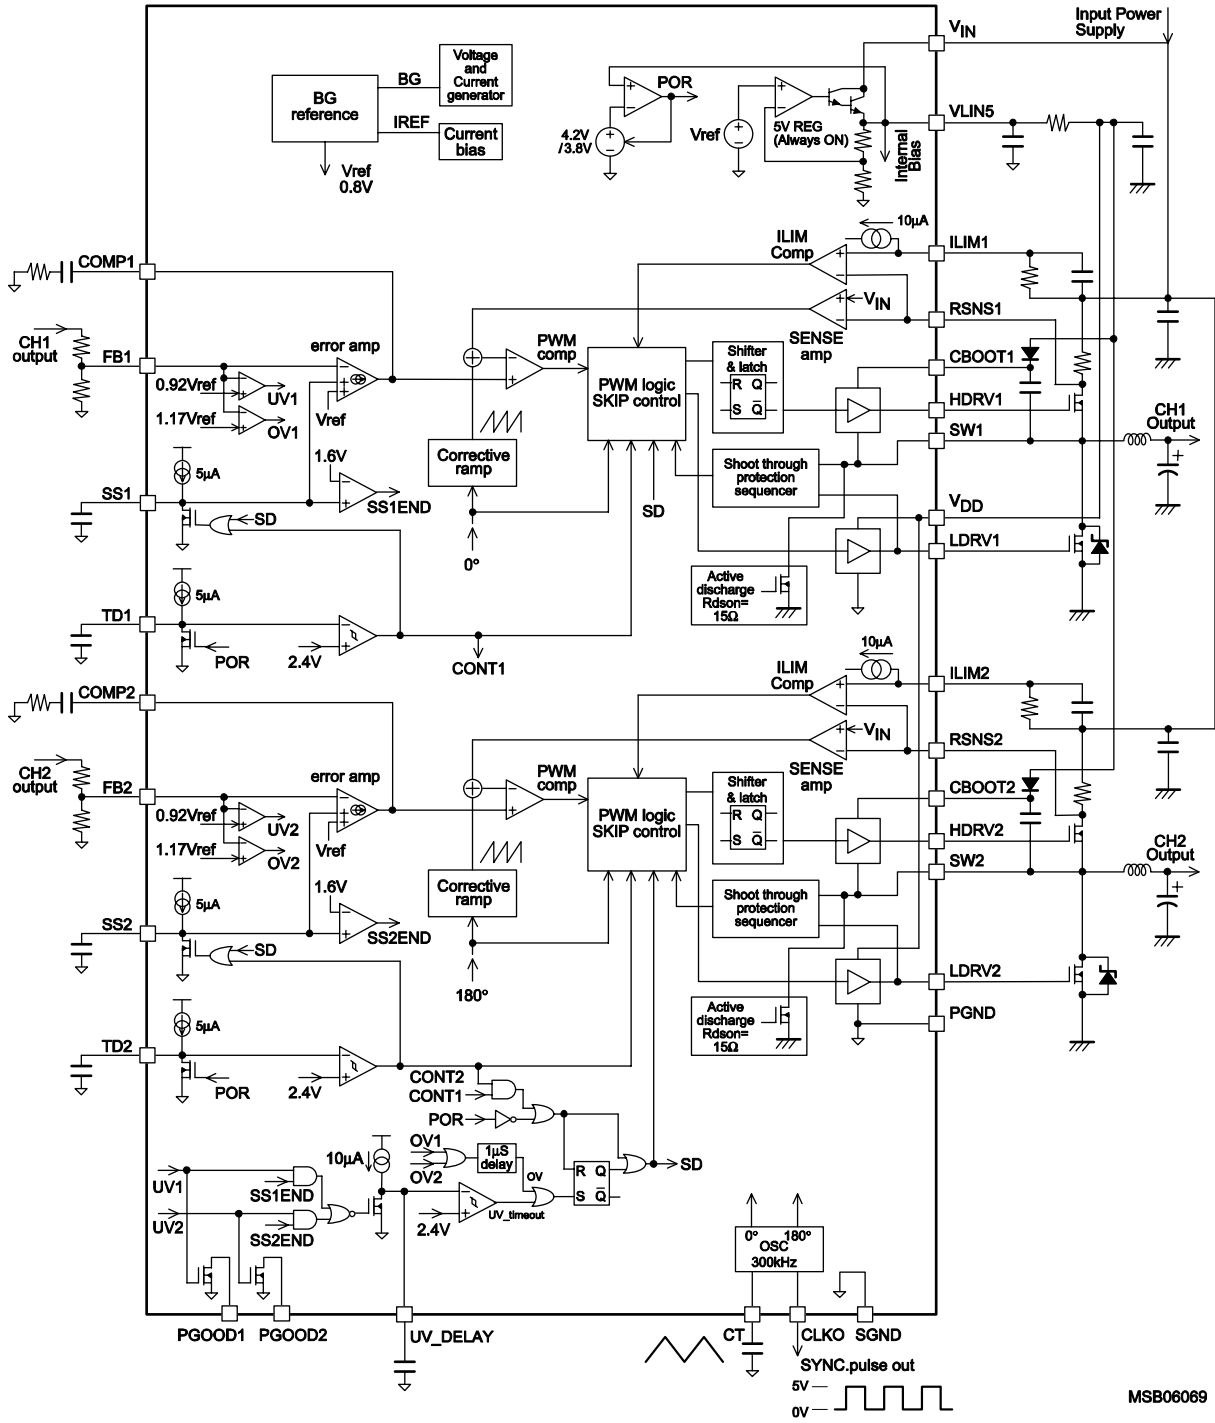 Input Power
Supply
VIN
BG
reference
BG
IREF
Voltage
and
Current
generator
Current
bias
Vref
0.8V
POR
4.2V
/3.8V
Vref
5V REG
(Always ON)
Internal
Bias
VLIN5
COMP1
CH1
output
FB1
0.92Vref
UV1
1.17Vref
OV1
error amp
Vref
5µA
1.6V
SS1
SS1END
SD
5µA
TD1
POR
2.4V
CONT1
PWM
comp
Corrective
ramp
0°
PWM logic
SKIP control
SD
ILIM
Comp
10µA
ILIM1
VIN
SENSE
amp
RSNS1
Shifter
& latch
R Q
S Q
CBOOT1
HDRV1
SW1
CH1
Output
+
Shoot through
protection
sequencer
VDD
LDRV1
Active
discharge
Rdson=
15Ω
COMP2
CH2
output
FB2
0.92Vref
UV2
1.17Vref
OV2
error amp
Vref
5µA
1.6V
SS2
SS2END
SD
5µA
TD2
POR
2.4V
PWM
comp
Corrective
ramp
180°
PWM logic
SKIP control
ILIM
Comp
10µA
ILIM2
VIN
SENSE
amp
RSNS2
Shifter
& latch
R Q
S Q
CBOOT2
HDRV2
SW2
CH2
Output
+
Shoot through
protection
sequencer
LDRV2
PGND
Active
discharge
Rdson=
15Ω
CONT2
CONT1
POR
OV1
OV2
1µS
delay
OV
R Q
S Q
SD
10µA
UV1
SS1END
UV2
SS2END
2.4V
UV_timeout
0° 180°
OSC
300kHz
PGOOD1
PGOOD2
UV_DELAY
CT
CLKO
SGND
SYNC.pulse out
5V
0V
MSB06069